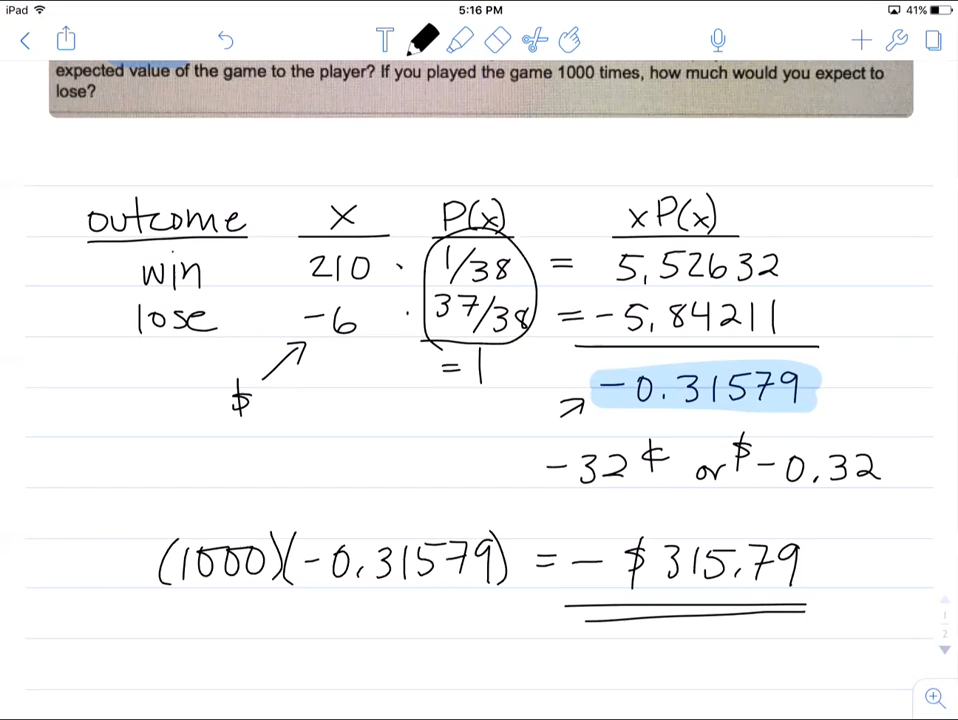 iPad 5:16 PM 41%
T
expected value of the game to the player? If you played the game 1000 times, how much would you expect to
lose?
outcome x P(x) xP(x)
win 210 · 1/38 = 5.52632
lose -6 · 37/38 = -5.84211
= 1
$ -0.31579
-32¢ or $-0.32
(1000)(-0.31579) = -$315.79
1
2